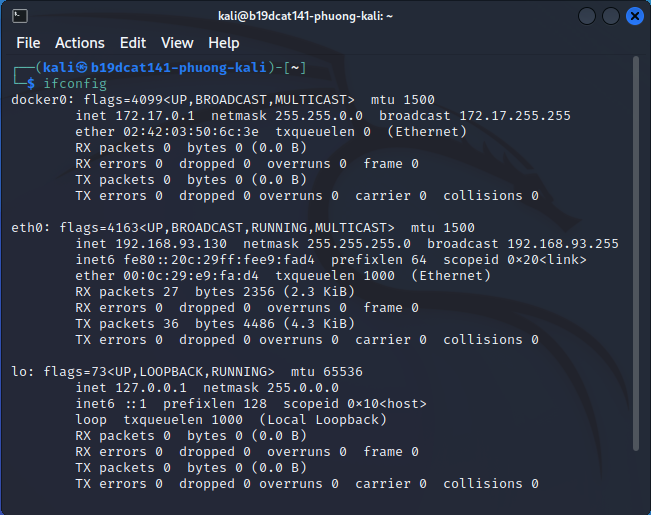 kali@b19dcat141-phuong-kali: ~
File Actions Edit View Help
┌──(kali㉿b19dcat141-phuong-kali)-[~]
└─$ ifconfig
docker0: flags=4099<UP,BROADCAST,MULTICAST>  mtu 1500
        inet 172.17.0.1  netmask 255.255.0.0  broadcast 172.17.255.255
        ether 02:42:03:50:6c:3e  txqueuelen 0  (Ethernet)
        RX packets 0  bytes 0 (0.0 B)
        RX errors 0  dropped 0  overruns 0  frame 0
        TX packets 0  bytes 0 (0.0 B)
        TX errors 0  dropped 0 overruns 0  carrier 0  collisions 0

eth0: flags=4163<UP,BROADCAST,RUNNING,MULTICAST>  mtu 1500
        inet 192.168.93.130  netmask 255.255.255.0  broadcast 192.168.93.255
        inet6 fe80::20c:29ff:fee9:fad4  prefixlen 64  scopeid 0×20<link>
        ether 00:0c:29:e9:fa:d4  txqueuelen 1000  (Ethernet)
        RX packets 27  bytes 2356 (2.3 KiB)
        RX errors 0  dropped 0  overruns 0  frame 0
        TX packets 36  bytes 4486 (4.3 KiB)
        TX errors 0  dropped 0 overruns 0  carrier 0  collisions 0

lo: flags=73<UP,LOOPBACK,RUNNING>  mtu 65536
        inet 127.0.0.1  netmask 255.0.0.0
        inet6 ::1  prefixlen 128  scopeid 0×10<host>
        loop  txqueuelen 1000  (Local Loopback)
        RX packets 0  bytes 0 (0.0 B)
        RX errors 0  dropped 0  overruns 0  frame 0
        TX packets 0  bytes 0 (0.0 B)
        TX errors 0  dropped 0 overruns 0  carrier 0  collisions 0